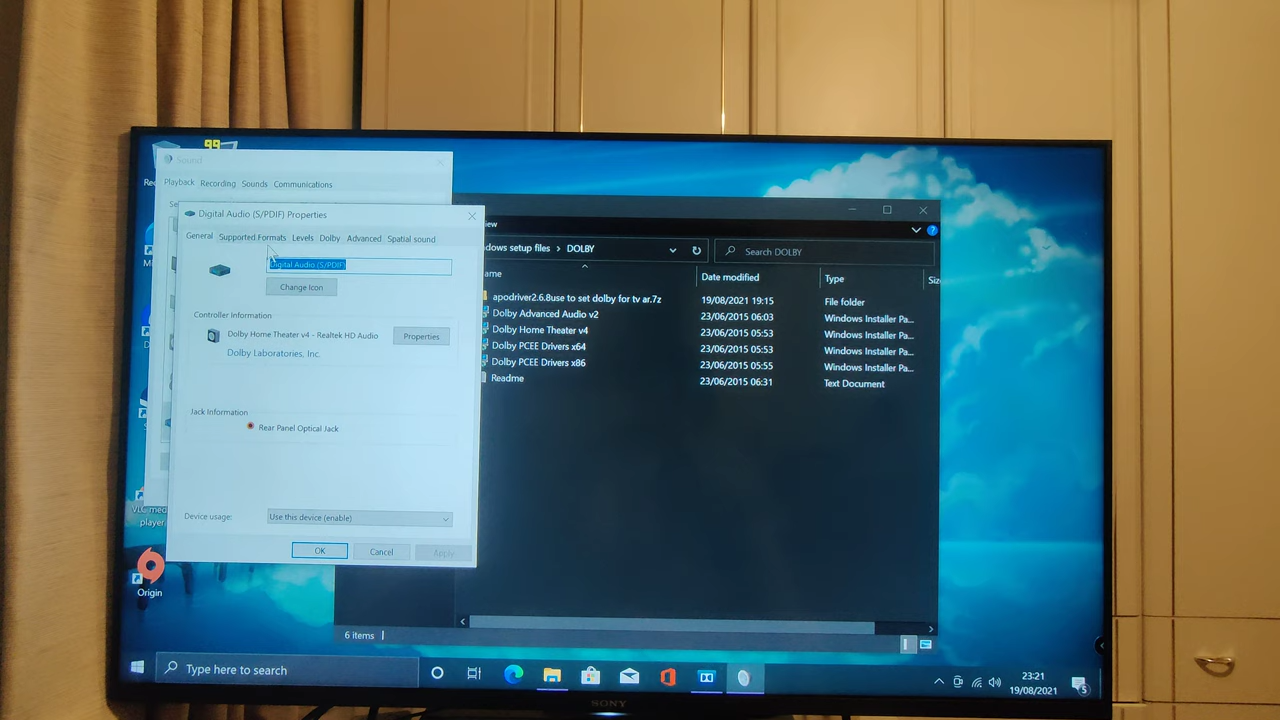 99
Sound
Playback Recording Sounds Communications
Digital Audio (S/PDIF) Properties
General Supported Formats Levels Dolby Advanced Spatial sound
Digital Audio (S/PDIF)
Change Icon
Controller Information
Dolby Home Theater v4 - Realtek HD Audio
Properties
Dolby Laboratories, Inc.
Jack Information
Rear Panel Optical Jack
Device usage:
Use this device (enable)
OK
Cancel
Apply
setup files > DOLBY
Search DOLBY
Date modified
Type
apodriver2.6.8use to set dolby for tv ar.7z 19/08/2021 19:15 File folder
Dolby Advanced Audio v2 23/06/2015 06:03 Windows Installer Pa...
Dolby Home Theater v4 23/06/2015 05:53 Windows Installer Pa...
Dolby PCEE Drivers x64 23/06/2015 05:53 Windows Installer Pa...
Dolby PCEE Drivers x86 23/06/2015 05:55 Windows Installer Pa...
Readme 23/06/2015 06:31 Text Document
6 items
player
Origin
Type here to search
23:21
19/08/2021
5
SONY